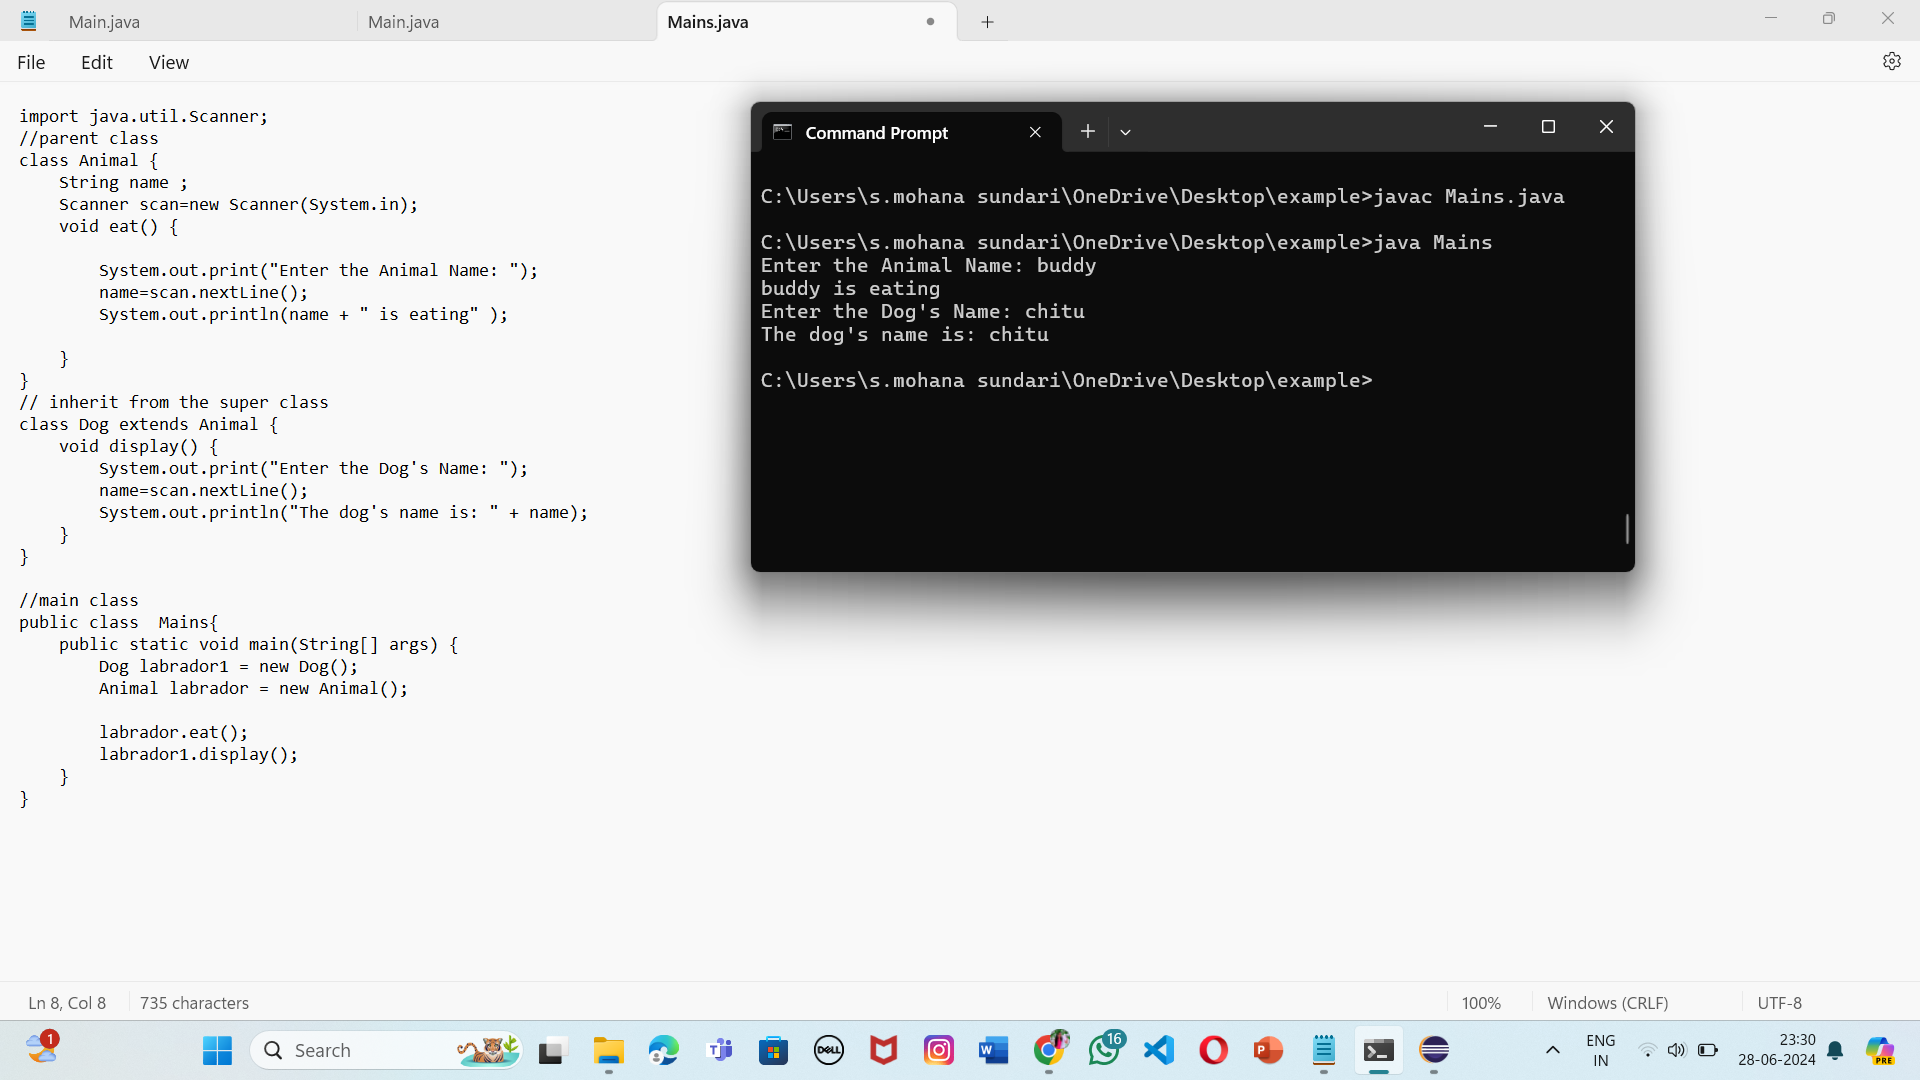 Main.java
Main.java
Mains.java
File Edit View
import java.util.Scanner;
//parent class
class Animal {
    String name ;
    Scanner scan=new Scanner(System.in);
    void eat() {
        System.out.print("Enter the Animal Name: ");
        name=scan.nextLine();
        System.out.println(name + " is eating" );
    }
}
// inherit from the super class
class Dog extends Animal {
    void display() {
        System.out.print("Enter the Dog's Name: ");
        name=scan.nextLine();
        System.out.println("The dog's name is: " + name);
    }
}
//main class
public class  Mains{
    public static void main(String[] args) {
        Dog labrador1 = new Dog();
        Animal labrador = new Animal();
        labrador.eat();
        labrador1.display();
    }
}
Command Prompt
C:\Users\s.mohana sundari\OneDrive\Desktop\example>javac Mains.java
C:\Users\s.mohana sundari\OneDrive\Desktop\example>java Mains
Enter the Animal Name: buddy
buddy is eating
Enter the Dog's Name: chitu
The dog's name is: chitu
C:\Users\s.mohana sundari\OneDrive\Desktop\example>
Ln 8, Col 8 735 characters 100% Windows (CRLF) UTF-8
1
Search
DELL
16
ENG
IN
23:30
28-06-2024
PRE